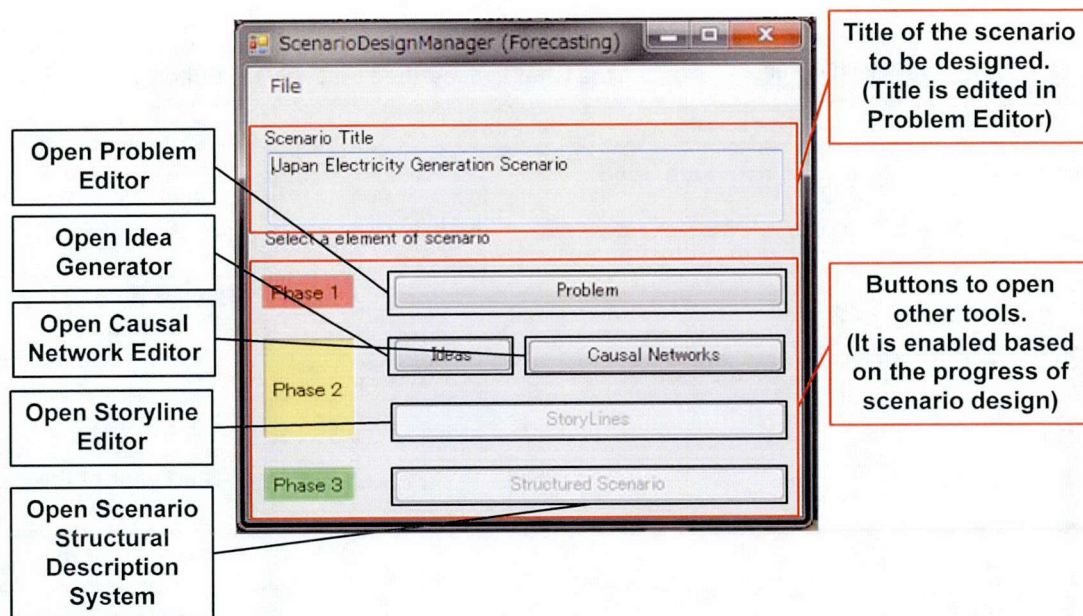 ScenarioDesignManager (Forecasting)
File
Scenario Title
Japan Electricity Generation Scenario
Select a element of scenario
Phase 1
Problem
Phase 2
Ideas
Causal Networks
StoryLines
Phase 3
Structured Scenario
Open Problem
Editor
Open Idea
Generator
Open Causal
Network Editor
Open Storyline
Editor
Open Scenario
Structural
Description
System
Title of the scenario
to be designed.
(Title is edited in
Problem Editor)
Buttons to open
other tools.
(It is enabled based
on the progress of
scenario design)